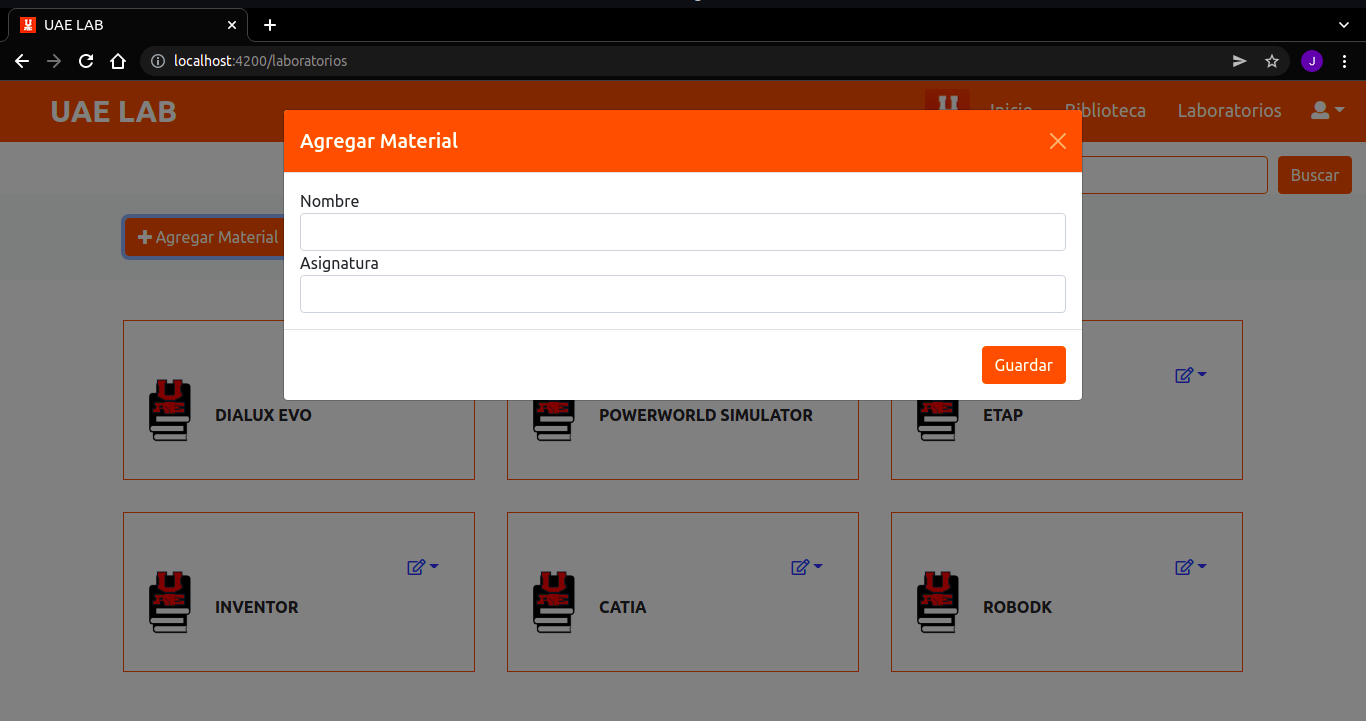 UAE LAB
localhost:4200/laboratorios
J
UAE LAB
Inicio
Biblioteca
Laboratorios
Agregar Material
Buscar
Nombre
Agregar Material
Asignatura
Guardar
DIALUX EVO
POWERWORLD SIMULATOR
ETAP
INVENTOR
CATIA
ROBODK